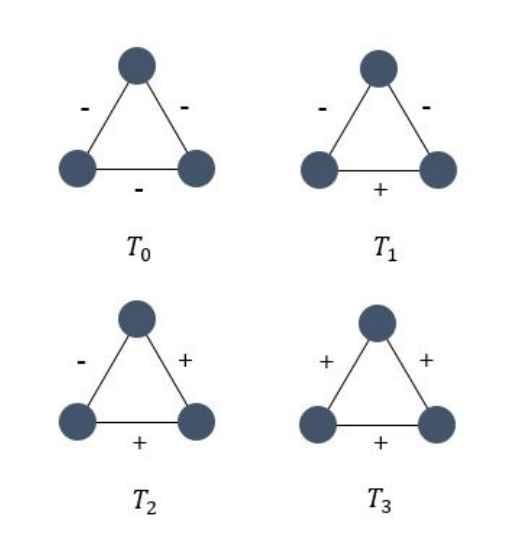 - - - -
- +
T₀ T₁
- + + +
+ +
T₂ T₃